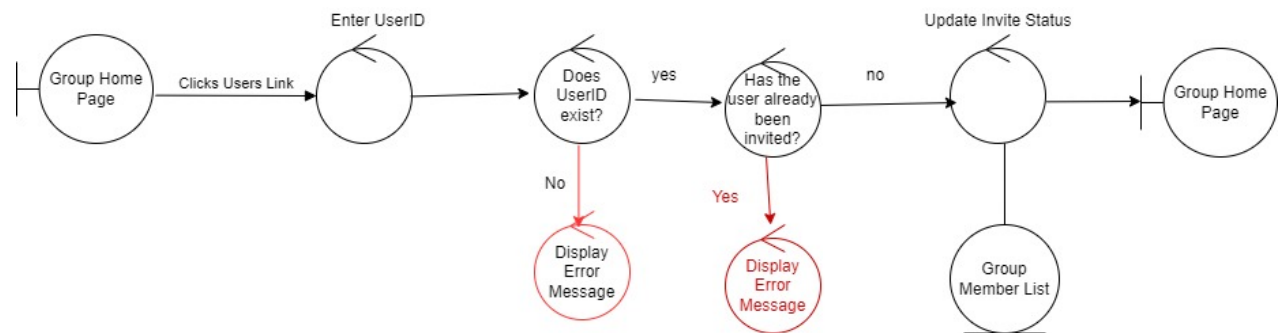 Enter UserID
Update Invite Status
Group Home
Page
Clicks Users Link
Does
UserID
exist?
yes
Has the
user already
been
invited?
no
Group Home
Page
No
Yes
Display
Error
Message
Display
Error
Message
Group
Member List